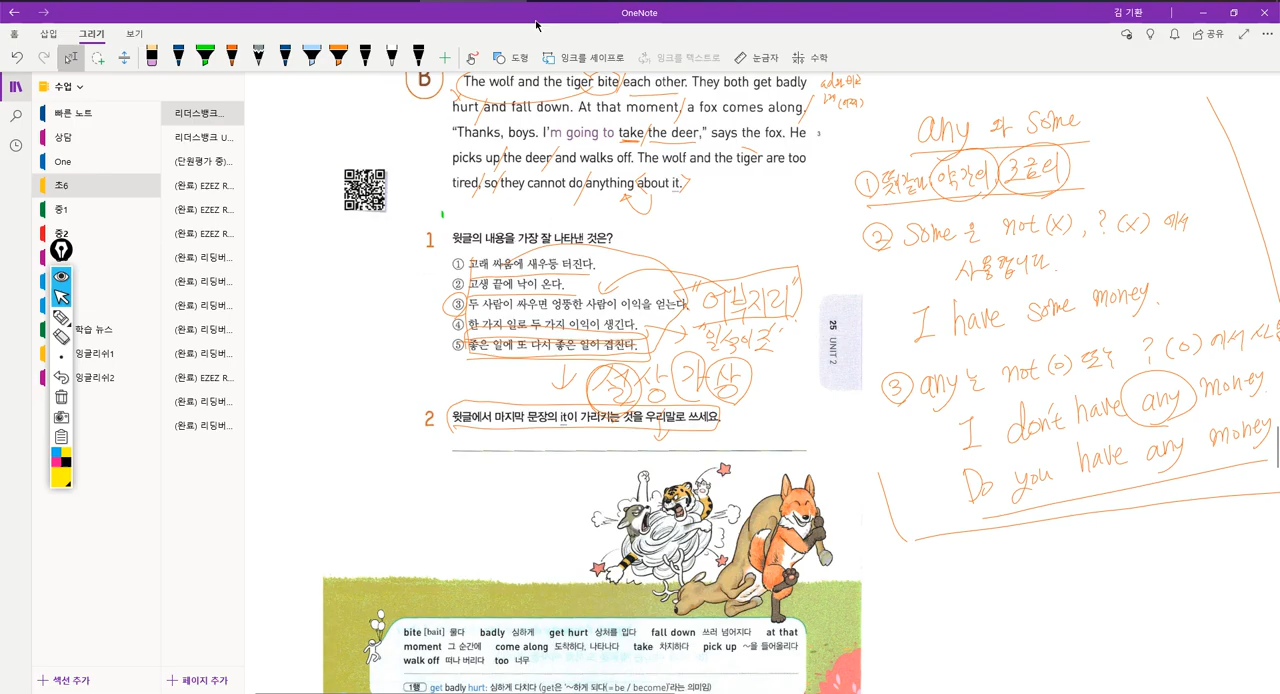 OneNote
김 기환
홈 삽입 그리기 보기
공유
도형 잉크를 셰이프로 잉크를 텍스트로 눈금자 수학
수업
빠른 노트
상담
One
초6
중1
중2
학습 뉴스
잉글리쉬1
잉글리쉬2
섹션 추가
리더스뱅크...
리더스뱅크 U...
(단원평가 중)...
(완료) EZEZ R...
(완료) EZEZ R...
(완료) EZEZ R...
(완료) 리딩버...
(완료) 리딩버...
(완료) 리딩버...
(완료) 리딩버...
(완료) 리딩버...
(완료) EZEZ R...
(완료) 리딩버...
(완료) 리딩버...
페이지 추가
B
The wolf and the tiger bite each other. They both get badly
hurt and fall down. At that moment, a fox comes along.
“Thanks, boys. I’m going to take the deer,” says the fox. He
3
picks up the deer and walks off. The wolf and the tiger are too
tired, so they cannot do anything about it.
1 윗글의 내용을 가장 잘 나타낸 것은?
① 고래 싸움에 새우등 터진다.
② 고생 끝에 낙이 온다.
③ 두 사람이 싸우면 엉뚱한 사람이 이익을 얻는다.
④ 한 가지 일로 두 가지 이익이 생긴다.
⑤ 좋은 일에 또 다시 좋은 일이 겹친다.
"어부지리"
"일석이조"
설상가상
2 윗글에서 마지막 문장의 it이 가리키는 것을 우리말로 쓰세요.
25 UNIT 2
any 와 some
① 뜻 같다, 약간의, 조금의
② Some은 not (X), ? (X) 에서
사용합니다.
I have some money.
③ any는 not (O) 또는 ? (O) 에서 사용
I don't have any money.
Do you have any money
bite [bait] 물다 badly 심하게 get hurt 상처를 입다 fall down 쓰러 넘어지다 at that
moment 그 순간에 come along 도착하다, 나타나다 take 차지하다 pick up ~을 들어올리다
walk off 떠나 버리다 too 너무
1행 get badly hurt: 심하게 다치다 (get은 ‘~하게 되다(=be / become)’라는 의미임)